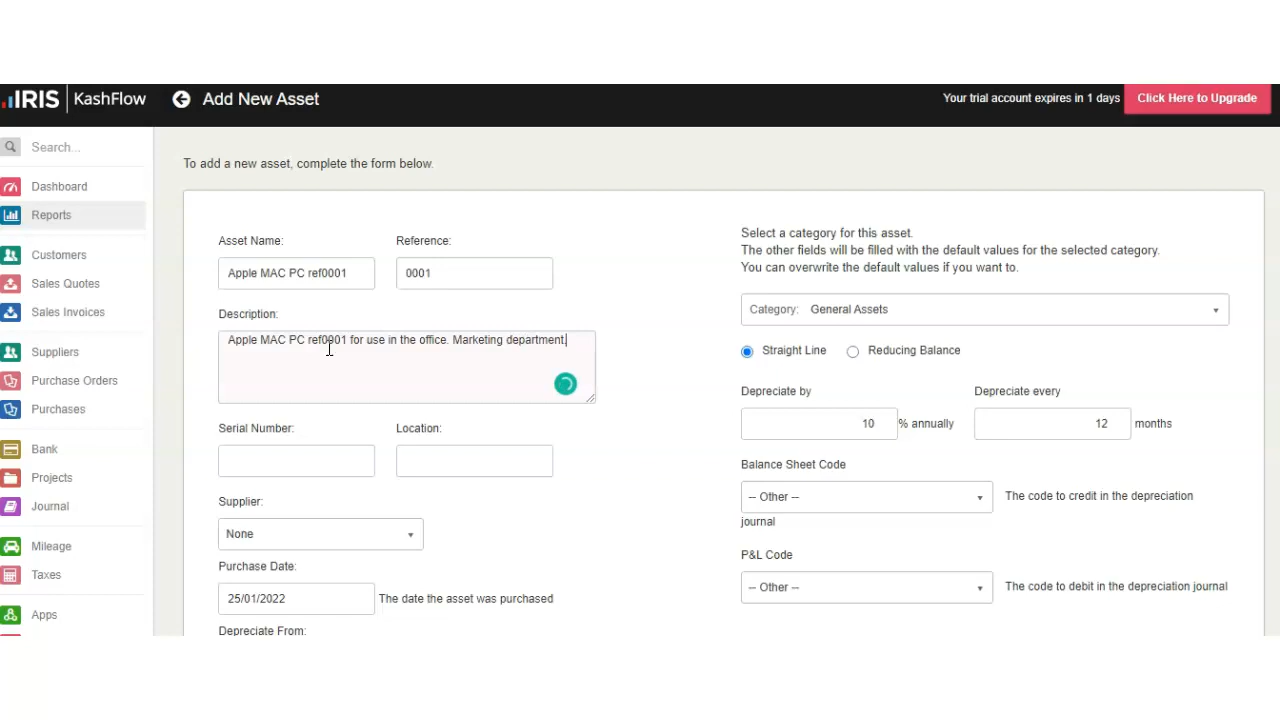 IRIS KashFlow
Add New Asset
Your trial account expires in 1 days
Click Here to Upgrade
Search...
Dashboard
Reports
Customers
Sales Quotes
Sales Invoices
Suppliers
Purchase Orders
Purchases
Bank
Projects
Journal
Mileage
Taxes
Apps
To add a new asset, complete the form below.
Asset Name:
Apple MAC PC ref0001
Reference:
0001
Description:
Apple MAC PC ref0001 for use in the office. Marketing department.
Serial Number:
Location:
Supplier:
None
Purchase Date:
25/01/2022
The date the asset was purchased
Depreciate From:
Select a category for this asset.
The other fields will be filled with the default values for the selected category.
You can overwrite the default values if you want to.
Category: General Assets
Straight Line
Reducing Balance
Depreciate by
10 % annually
Depreciate every
12 months
Balance Sheet Code
-- Other --
The code to credit in the depreciation
journal
P&L Code
-- Other --
The code to debit in the depreciation journal